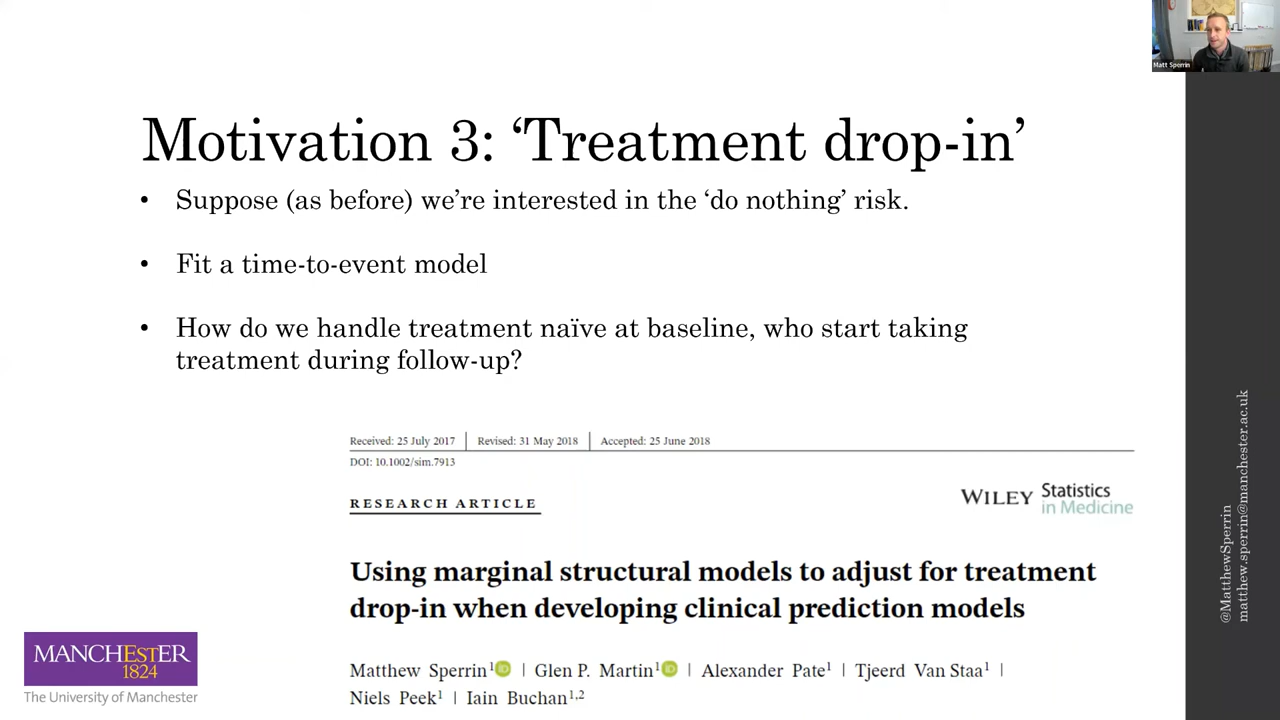 Matt Sperrin
Motivation 3: ‘Treatment drop-in’
• Suppose (as before) we’re interested in the ‘do nothing’ risk.
• Fit a time-to-event model
• How do we handle treatment naïve at baseline, who start taking
treatment during follow-up?
Received: 25 July 2017 | Revised: 31 May 2018 | Accepted: 25 June 2018
DOI: 10.1002/sim.7913
RESEARCH ARTICLE
WILEY Statistics
in Medicine
Using marginal structural models to adjust for treatment
drop-in when developing clinical prediction models
Matthew Sperrin¹ | Glen P. Martin¹ | Alexander Pate¹ | Tjeerd Van Staa¹ |
Niels Peek¹ | Iain Buchan¹,²
MANCHESTER
1824
The University of Manchester
@MatthewSperrin
matthew.sperrin@manchester.ac.uk